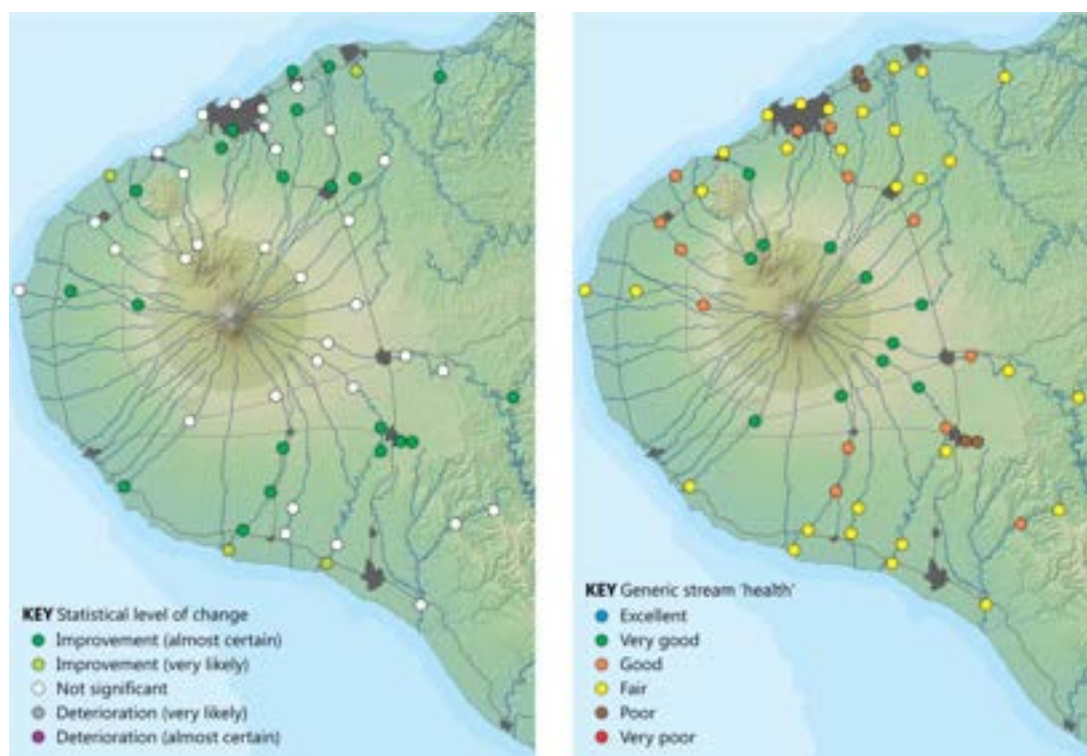 KEY Statistical level of change
Improvement (almost certain)
Improvement (very likely)
Not significant
Deterioration (very likely)
Deterioration (almost certain)
KEY Generic stream 'health'
Excellent
Very good
Good
Fair
Poor
Very poor